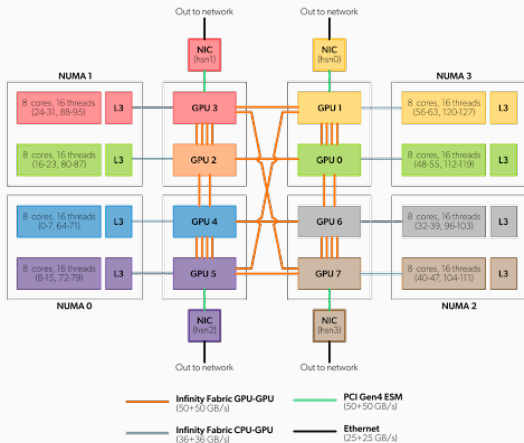 Out to network
Out to network
NIC
(hsn1)
NIC
(hsn0)
NUMA 1
NUMA 3
8 cores, 16 threads
(24-31, 88-95)
L3
GPU 3
GPU 1
8 cores, 16 threads
(56-63, 120-127)
L3
8 cores, 16 threads
(16-23, 80-87)
L3
GPU 2
GPU 0
8 cores, 16 threads
(48-55, 112-119)
L3
8 cores, 16 threads
(0-7, 64-71)
L3
GPU 4
GPU 6
8 cores, 16 threads
(32-39, 96-103)
L3
8 cores, 16 threads
(8-15, 72-79)
L3
GPU 5
GPU 7
8 cores, 16 threads
(40-47, 104-111)
L3
NUMA 0
NUMA 2
NIC
(hsn2)
NIC
(hsn3)
Out to network
Out to network
Infinity Fabric GPU-GPU
(50+50 GB/s)
PCI Gen4 ESM
(50+50 GB/s)
Infinity Fabric CPU-GPU
(36+36 GB/s)
Ethernet
(25+25 GB/s)